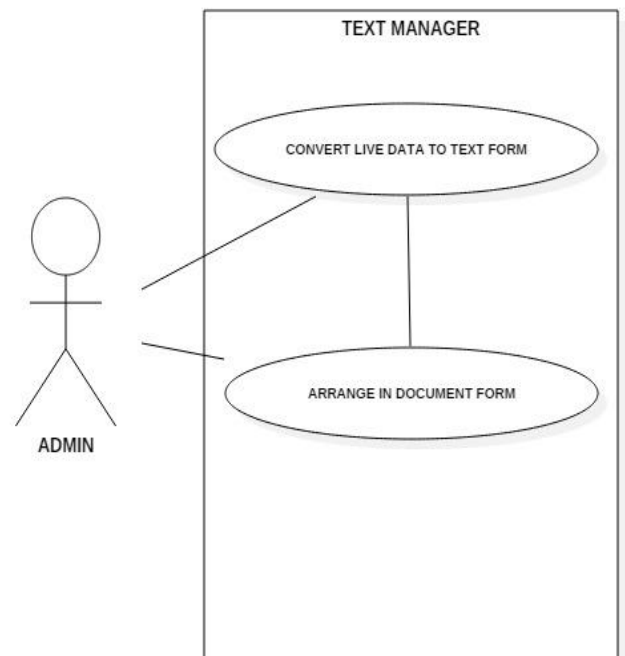 TEXT MANAGER
CONVERT LIVE DATA TO TEXT FORM
ARRANGE IN DOCUMENT FORM
ADMIN